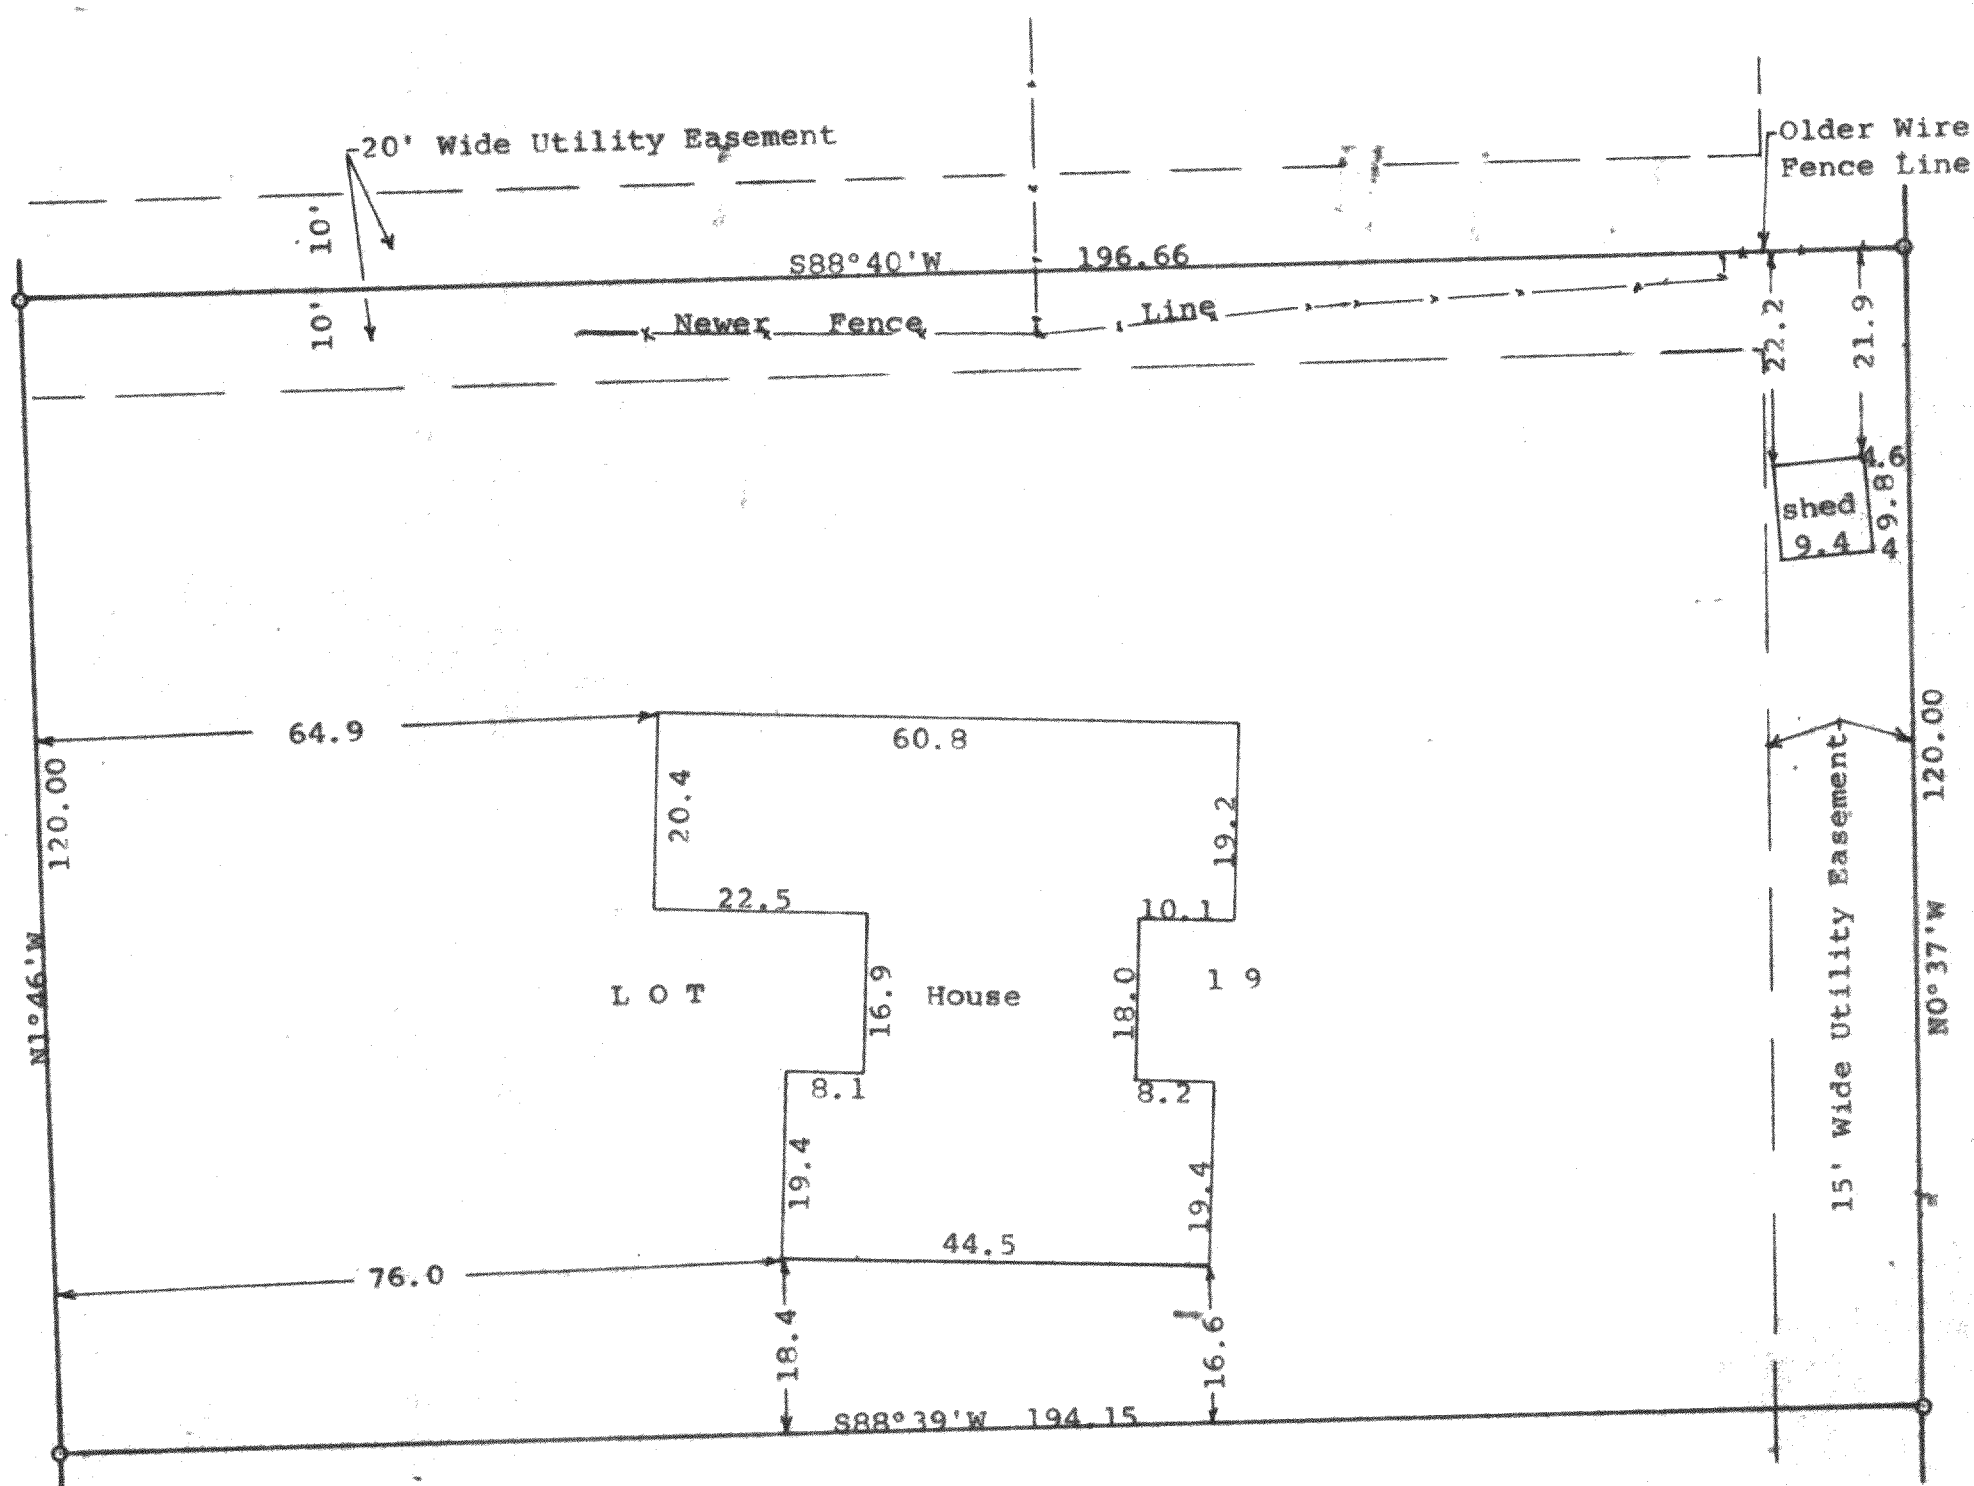 20' Wide Utility Easement
Older Wire
Fence Line
10'
S88°40'W 196.66
10'
Newer Fence Line
22.2
21.9
4.6
shed
9.8
9.4
4
64.9
60.8
120.00
20.4
19.2
120.00
22.5
10.1
N1°46'W
LOT
16.9
House
18.0
19
15' Wide Utility Easement
N0°37'W
8.1
8.2
19.4
19.4
44.5
76.0
18.4
16.6
S88°39'W 194.15